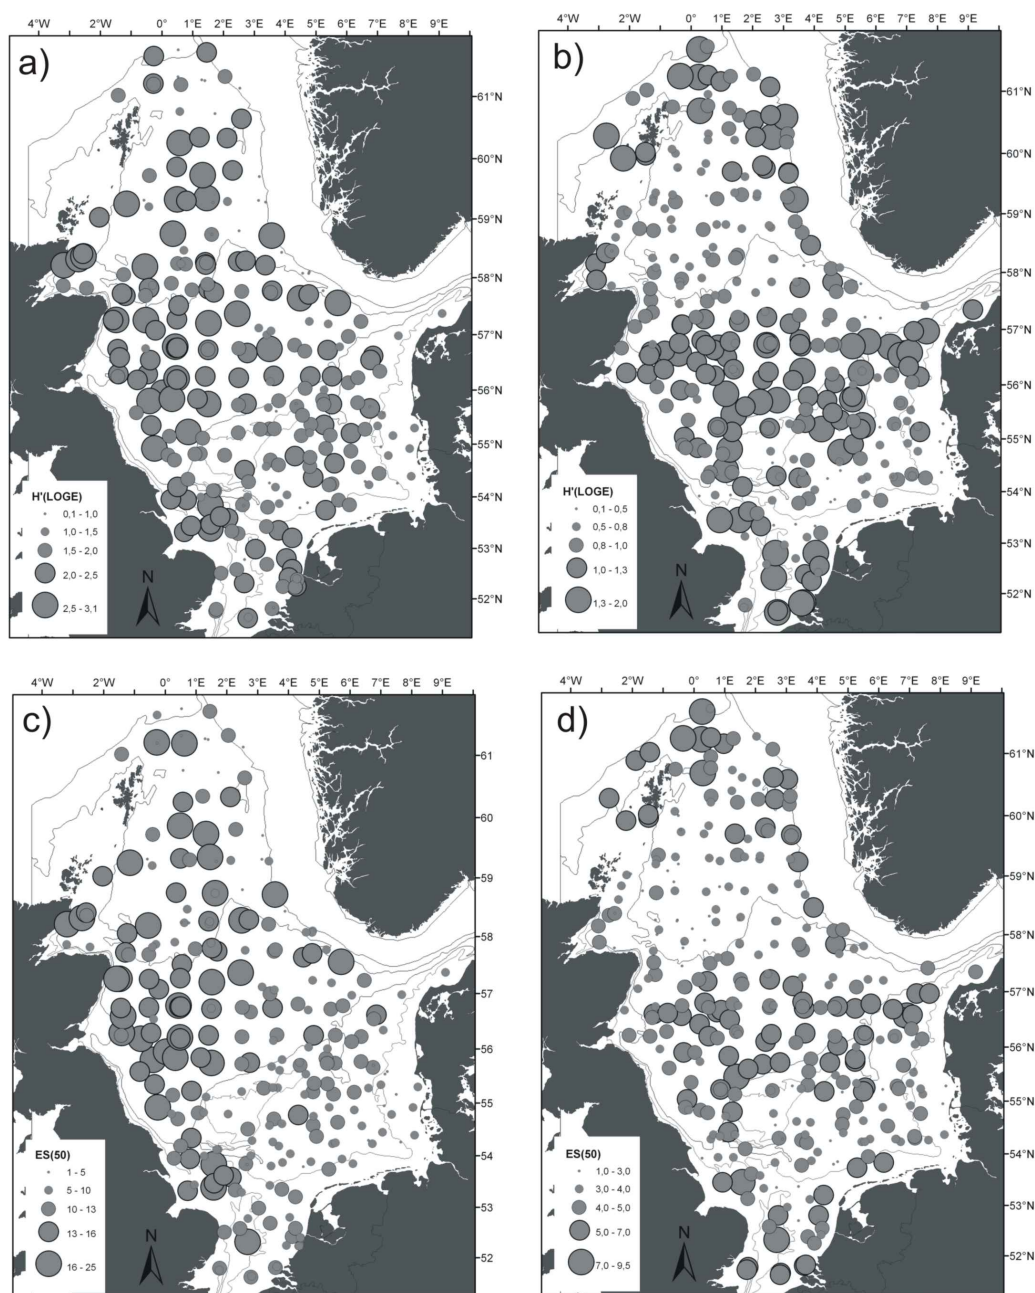 4°W 2°W 0° 1°E 2°E 3°E 4°E 5°E 6°E 7°E 9°E
a)
61°N
60°N
59°N
58°N
57°N
56°N
55°N
54°N
53°N
52°N
H'(LOGE)
0,1 - 1,0
1,0 - 1,5
1,5 - 2,0
2,0 - 2,5
2,5 - 3,1
N
4°W 2°W 0° 1°E 2°E 3°E 4°E 5°E 6°E 7°E 9°E
b)
61°N
60°N
59°N
58°N
57°N
56°N
55°N
54°N
53°N
52°N
H'(LOGE)
0,1 - 0,5
0,5 - 0,8
0,8 - 1,0
1,0 - 1,3
1,3 - 2,0
N
4°W 2°W 0° 1°E 2°E 3°E 4°E 5°E 6°E 7°E 9°E
c)
61
60
59
58
57
56
55
54
53
52
ES(50)
1 - 5
5 - 10
10 - 13
13 - 16
16 - 25
N
4°W 2°W 0° 1°E 2°E 3°E 4°E 5°E 6°E 7°E 9°E
d)
61°N
60°N
59°N
58°N
57°N
56°N
55°N
54°N
53°N
52°N
ES(50)
1,0 - 3,0
3,0 - 4,0
4,0 - 5,0
5,0 - 7,0
7,0 - 9,5
N